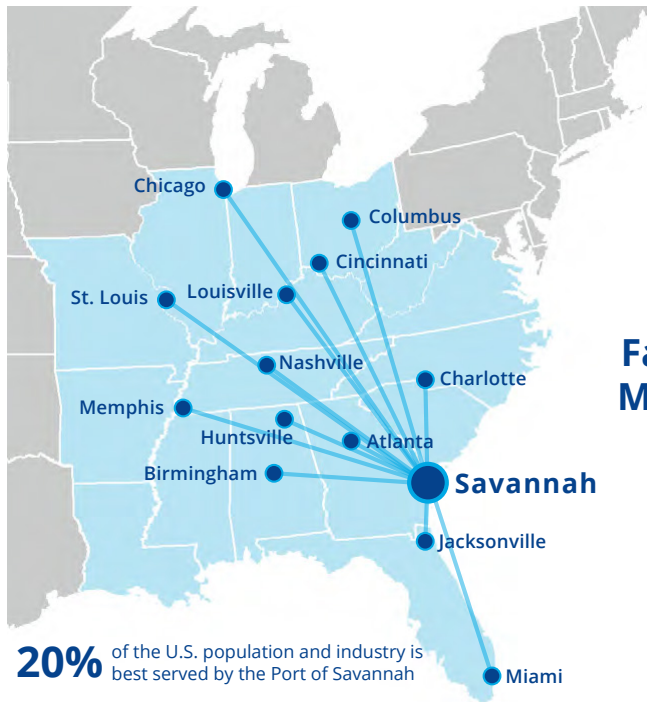 Chicago
Columbus
Cincinnati
St. Louis
Louisville
Nashville
Charlotte
Memphis
Huntsville
Atlanta
Birmingham
Savannah
Jacksonville
20% of the U.S. population and industry is
best served by the Port of Savannah
Miami